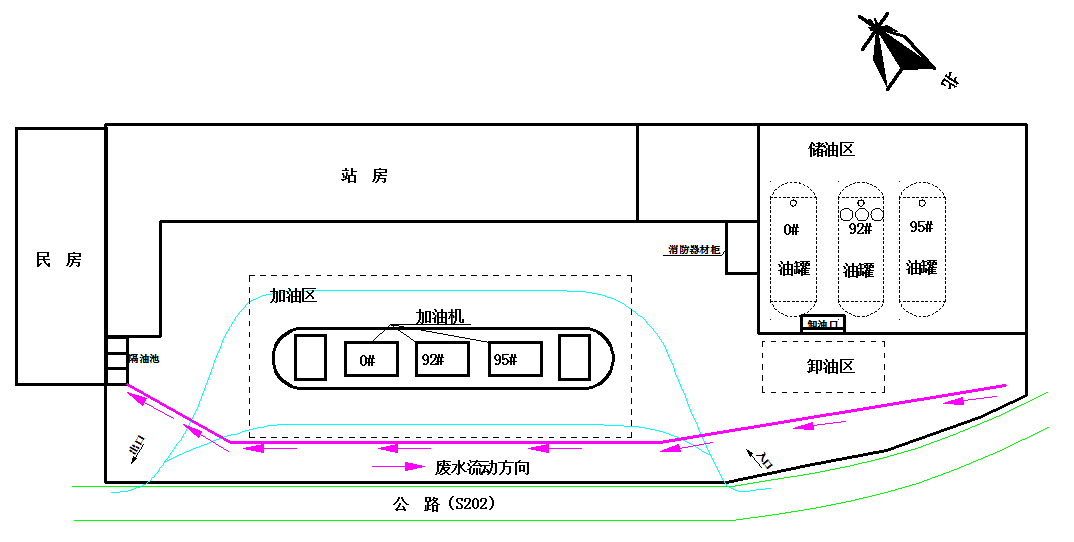 北
储油区
站 房
0#
92#
95#
油罐
油罐
油罐
民 房
消防器材柜
加油区
加油机
卸油口
隔油池
0#
92#
95#
卸油区
出口
入口
废水流动方向
公 路（S202）